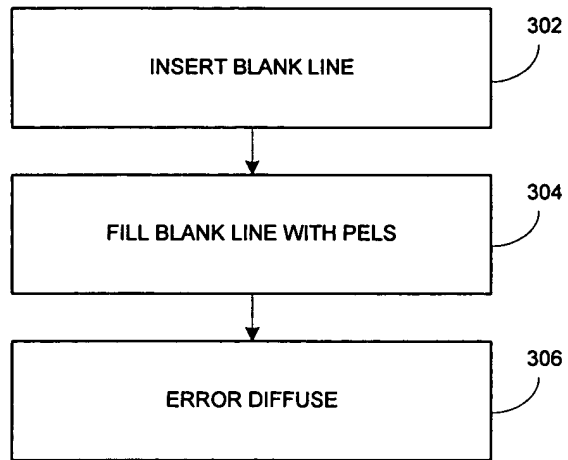 302
INSERT BLANK LINE
304
FILL BLANK LINE WITH PELS
306
ERROR DIFFUSE